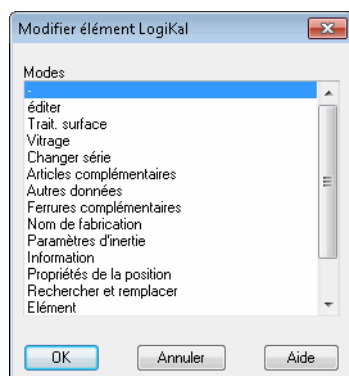 Modifier élément LogiKal
Modes
-
éditer
Trait. surface
Vitrage
Changer série
Articles complémentaires
Autres données
Ferrures complémentaires
Nom de fabrication
Paramètres d'inertie
Information
Propriétés de la position
Rechercher et remplacer
Elément
OK Annuler Aide